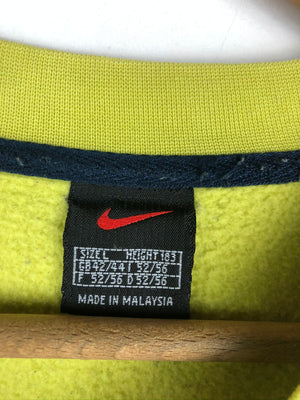 SIZE L HEIGHT 183
GB 42/44 I 52/56
F 52/56 D 52/56
MADE IN MALAYSIA